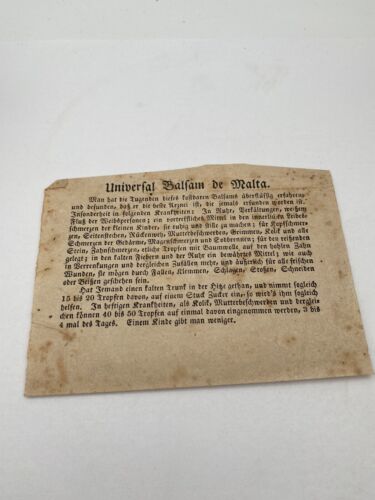 Universal Balsam de Malta.
Man hat die Tugenden dieses kostbaren Balsams überflüssig erfahren
und befunden, daß er die beste Arznei ist, die jemals erfunden worden ist.
Insonderheit in folgenden Krankheiten: In Ruhr, Verkältungen, weißem
Fluß der Weibspersonen; ein vortreffliches Mittel in den innerlichen Leibes-
schmerzen der kleinen Kinder, sie ruhig und stille zu machen; für Kopfschmer-
zen, Seitenstechen, Rückenweh, Mutterbeschwerden, Grimmen, Kolik und alle
Schmerzen der Gedärme, Magenschmerzen und Sodbrennen; für den reißenden
Stein, Zahnschmerzen, etliche Tropfen mit Baumwolle auf den hohlen Zahn
gelegt; in den kalten Fiebern und der Ruhr ein bewährtes Mittel; wie auch
in Verrenkungen und dergleichen Zufällen mehr, und äußerlich für alle frischen
Wunden, sie mögen durch Fallen, Klemmen, Schlagen, Stoßen, Schneiden
oder Beißen geschehen sein.
Hat Jemand einen kalten Trunk in der Hitze gethan, und nimmt sogleich
15 bis 20 Tropfen davon, auf einem Stuck Zucker ein, so wird's ihm sogleich
helfen. In heftigen Krankheiten, als Kolik, Mutterbeschwerden und derglei-
chen können 40 bis 50 Tropfen auf einmal davon eingenommen werden, 3 bis
4 mal des Tages. Einem Kinde gibt man weniger.